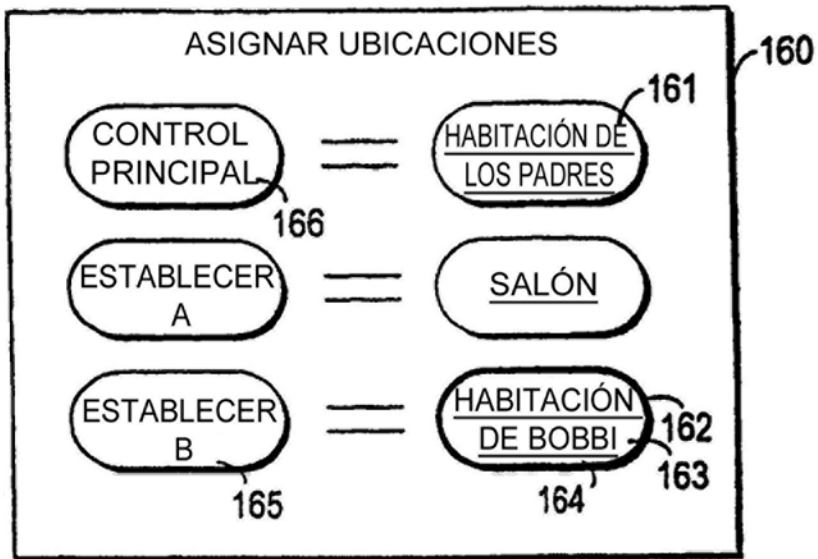 ASIGNAR UBICACIONES
160
161
CONTROL
PRINCIPAL
166
=
HABITACIÓN DE
LOS PADRES
ESTABLECER
A
=
SALÓN
ESTABLECER
B
165
=
HABITACIÓN
DE BOBBI
162
163
164